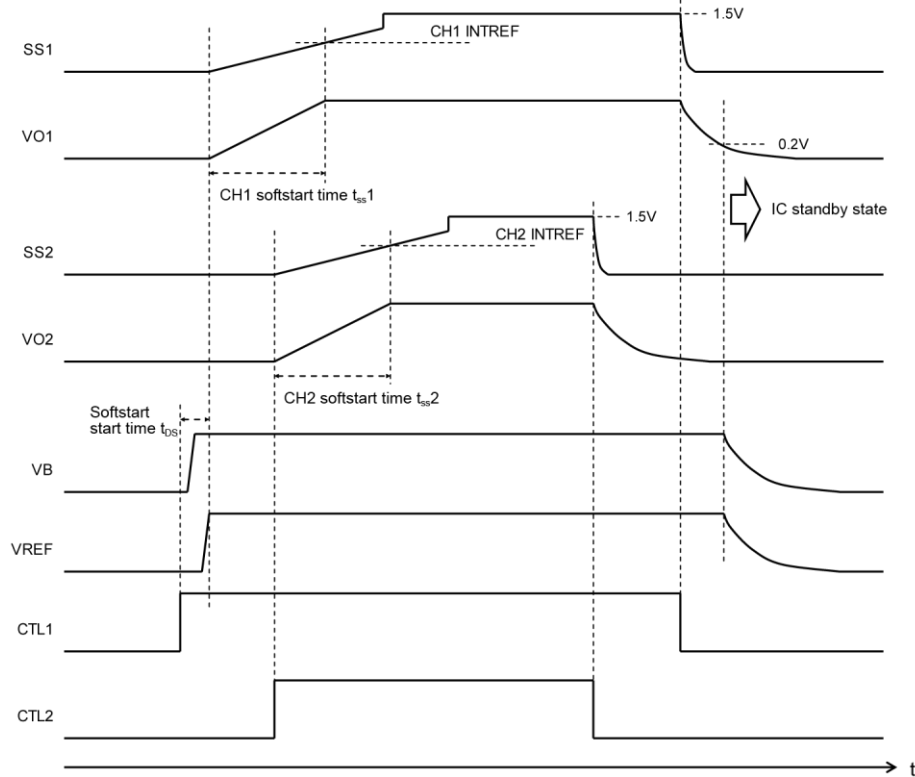 1.5V
CH1 INTREF
SS1
VO1
0.2V
CH1 softstart time tss1
IC standby state
1.5V
CH2 INTREF
SS2
VO2
CH2 softstart time tss2
Softstart
start time tDS
VB
VREF
CTL1
CTL2
t